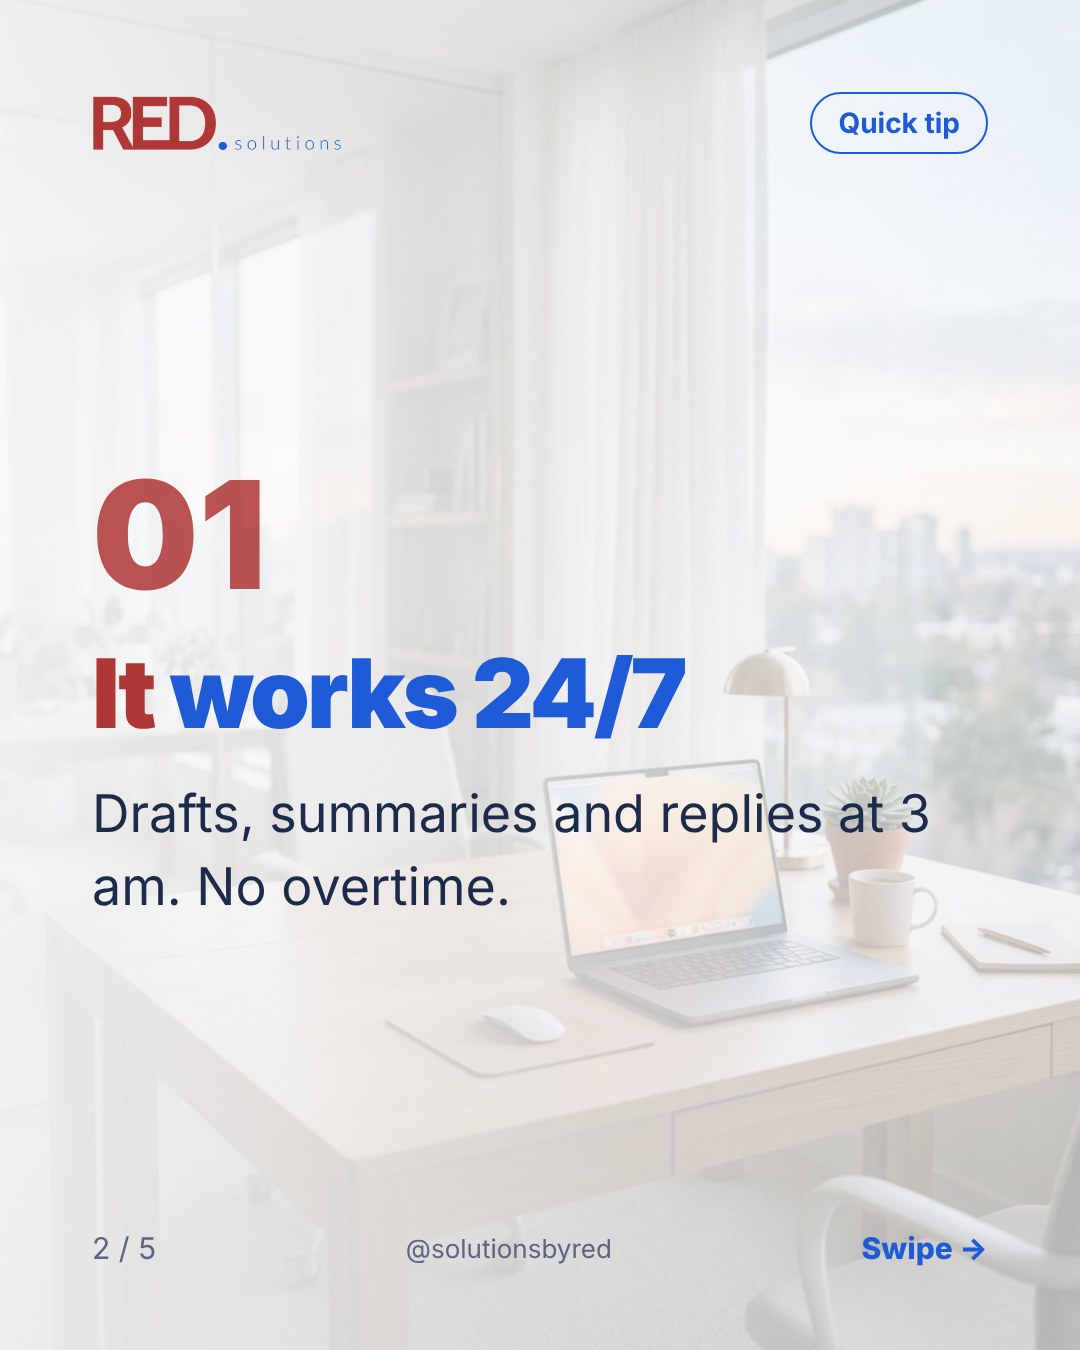 RED.solutions
Quick tip
01
It works 24/7
Drafts, summaries and replies at 3
am. No overtime.
2 / 5
@solutionsbyred
Swipe →